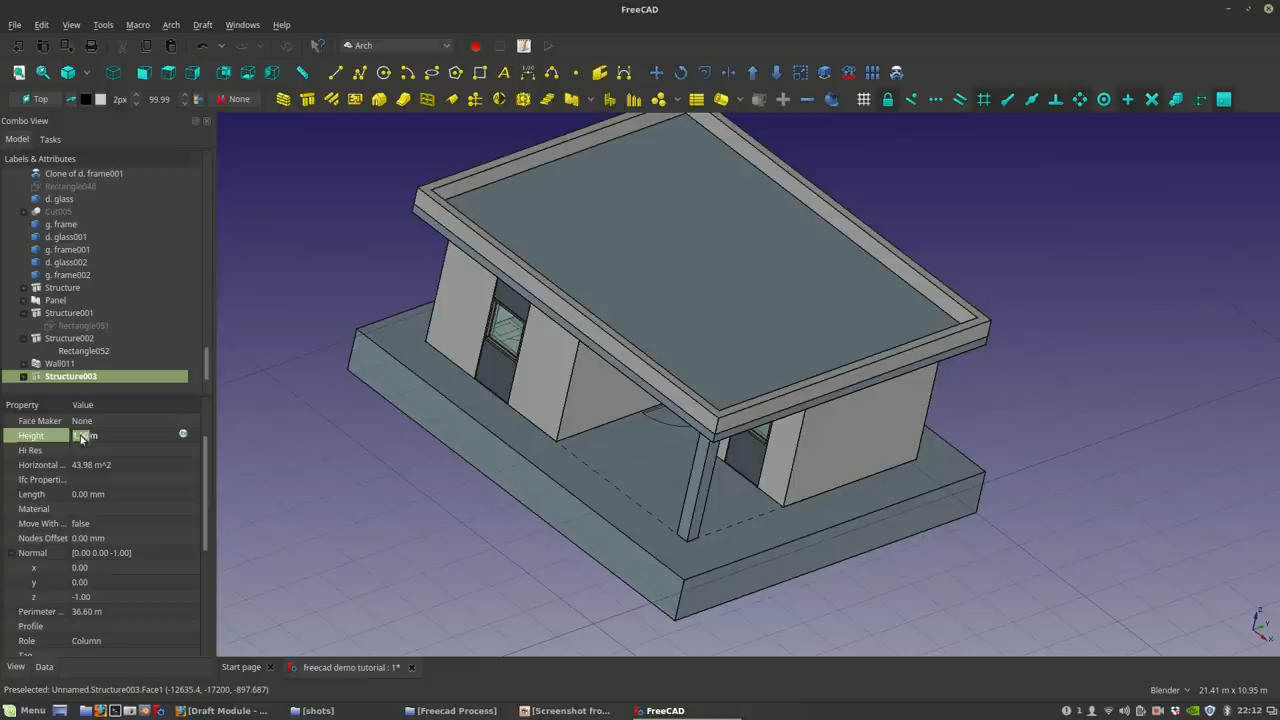 FreeCAD
File Edit View Tools Macro Arch Draft Windows Help
Arch
Top 2px 99.99 None
Combo View
Model Tasks
Labels & Attributes
Clone of d. frame001
Rectangle048
d. glass
Cut005
g. frame
d. glass001
g. frame001
d. glass002
g. frame002
Structure
Panel
Structure001
Rectangle051
Structure002
Rectangle052
Wall011
Structure003
Property Value
Face Maker None
Height m
Hi Res
Horizontal ... 43.98 m^2
Ifc Properti...
Length 0.00 mm
Material
Move With ... false
Nodes Offset 0.00 mm
Normal [0.00 0.00 -1.00]
x 0.00
y 0.00
z -1.00
Perimeter ... 36.60 m
Profile
Role Column
View Data
Start page freecad demo tutorial : 1*
Preselected: Unnamed.Structure003.Face1 (-12635.4, -17200, -897.687)
Blender 21.41 m x 10.95 m
Menu [Draft Module - ... [shots] [Freecad Process] [Screenshot fro... FreeCAD 1 22:12